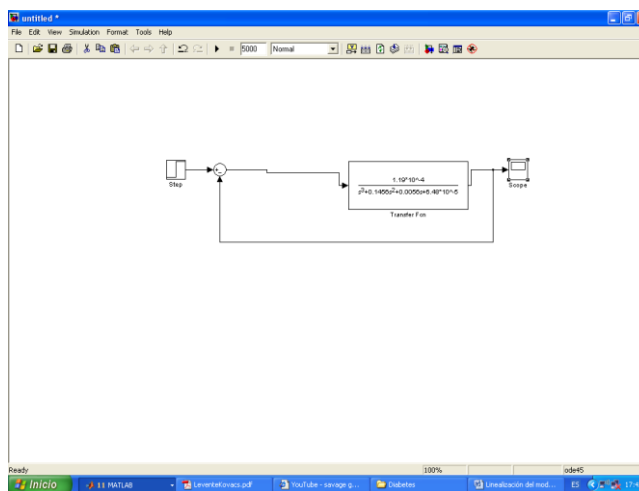 untitled *
File Edit View Simulation Format Tools Help
5000 Normal
Step
1.19*10^-4
s³+0.1456s²+0.0056s+6.48*10^-5
Transfer Fcn
Scope
Ready 100% ode45
Inicio 11 MATLAB LeventeKovacs.pdf YouTube - savage g... Diabetes Linealización del mod... ES